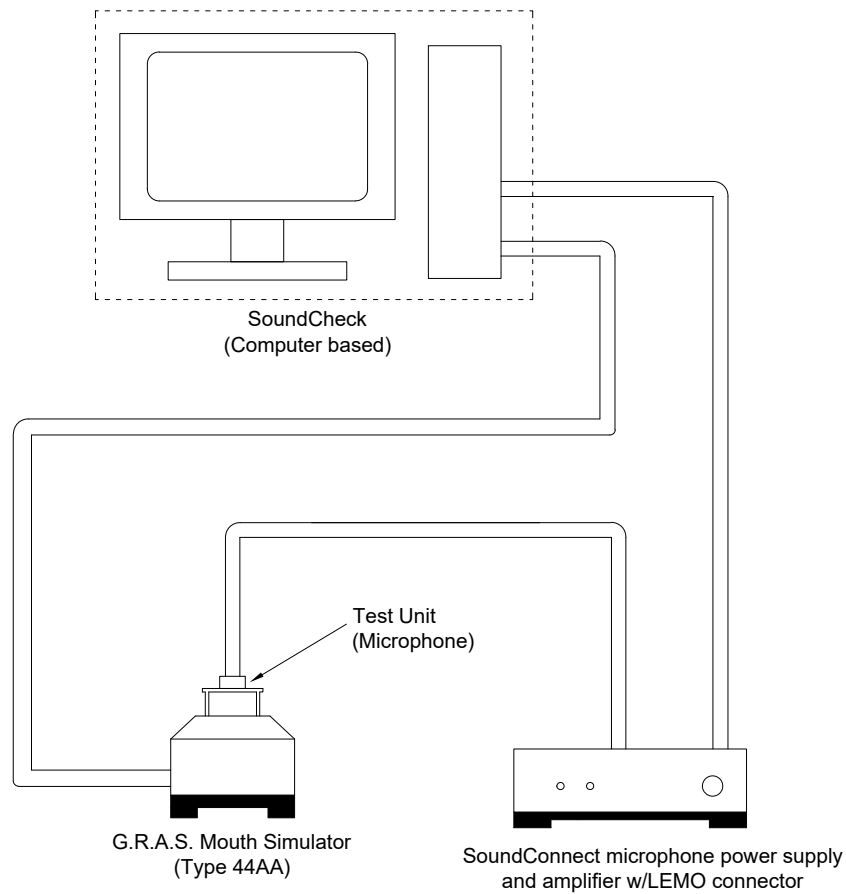 SoundCheck
(Computer based)
Test Unit
(Microphone)
G.R.A.S. Mouth Simulator
(Type 44AA)
SoundConnect microphone power supply
and amplifier w/LEMO connector